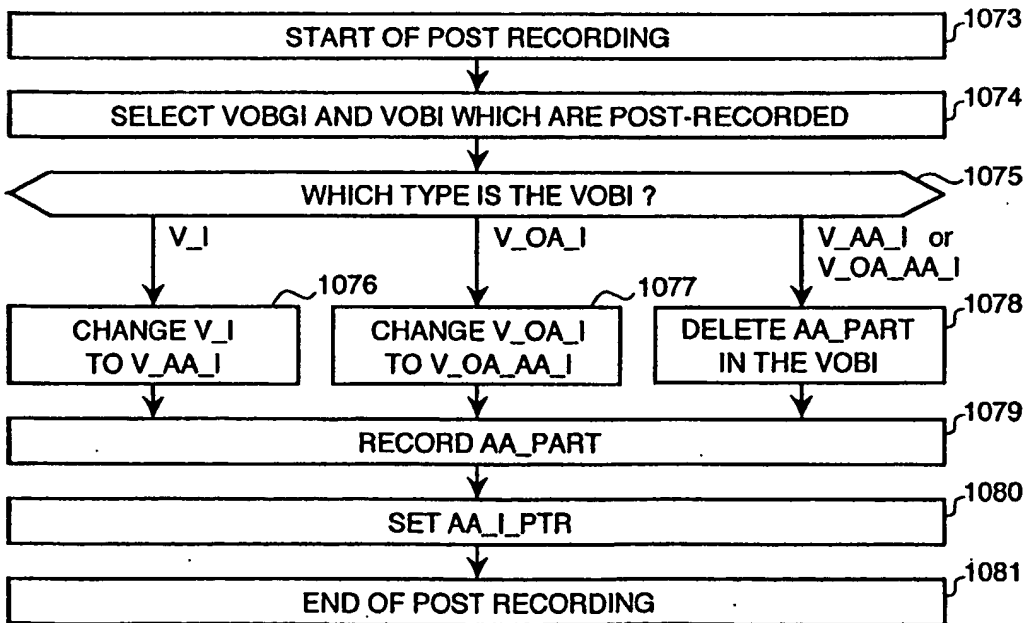 START OF POST RECORDING
1073
SELECT VOBGI AND VOBI WHICH ARE POST-RECORDED
1074
WHICH TYPE IS THE VOBI ?
1075
V_I
V_OA_I
V_AA_I or
V_OA_AA_I
1076
1077
1078
CHANGE V_I
TO V_AA_I
CHANGE V_OA_I
TO V_OA_AA_I
DELETE AA_PART
IN THE VOBI
1079
RECORD AA_PART
1080
SET AA_I_PTR
1081
END OF POST RECORDING